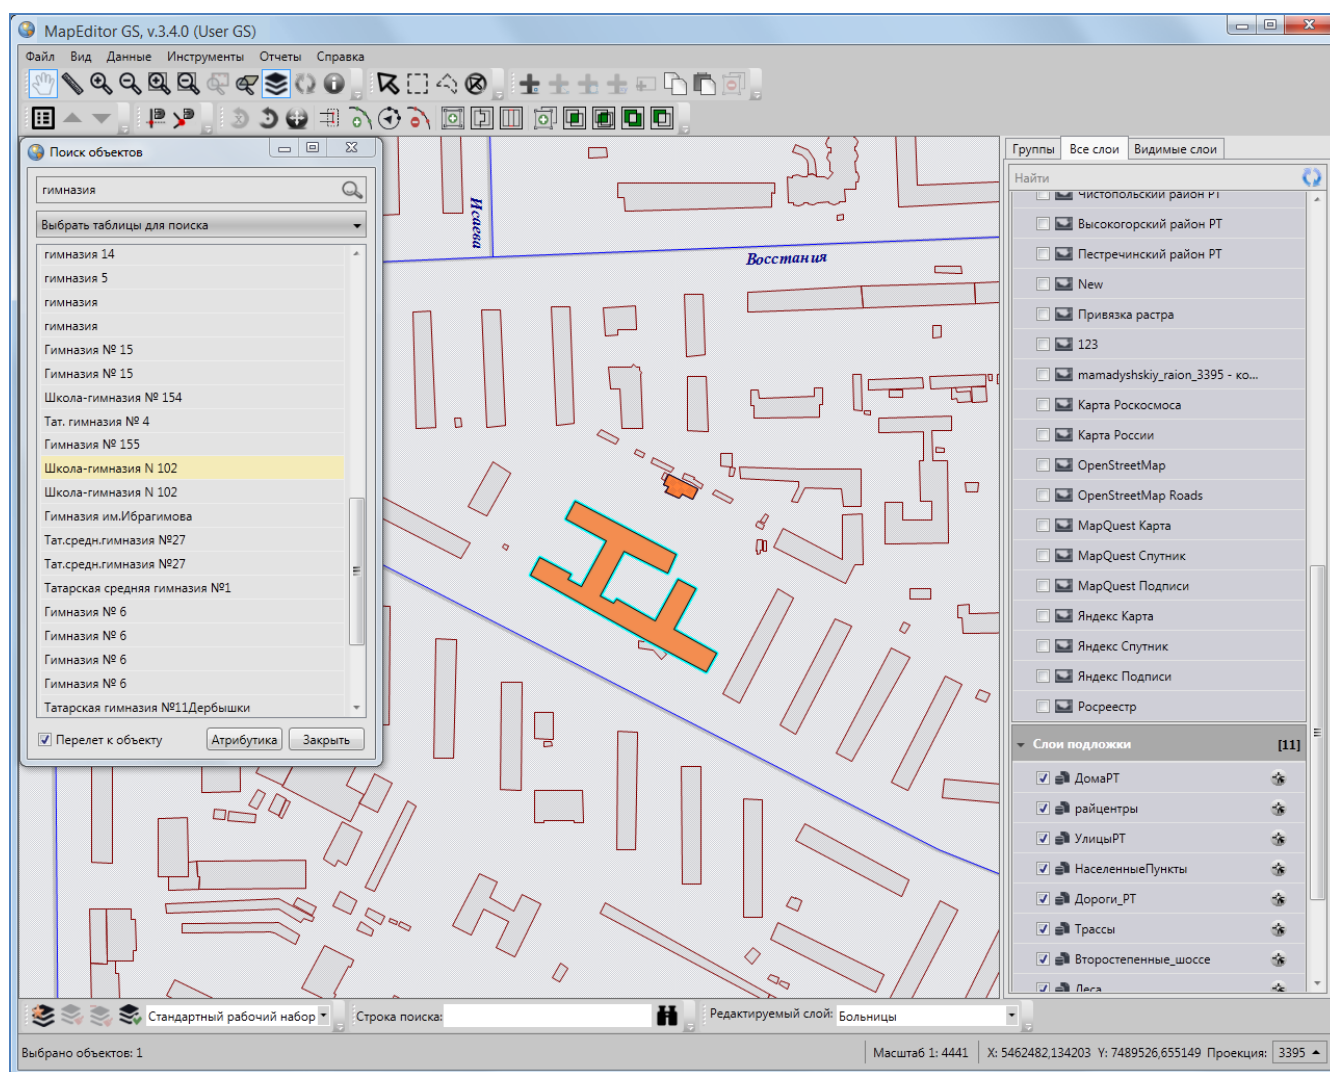 MapEditor GS, v.3.4.0 (User GS)
Файл Вид Данные Инструменты Отчеты Справка
Поиск объектов
гимназия
Выбрать таблицы для поиска
гимназия 14
гимназия 5
гимназия
гимназия
Гимназия № 15
Гимназия № 15
Школа-гимназия № 154
Тат. гимназия № 4
Гимназия № 155
Школа-гимназия N 102
Школа-гимназия N 102
Гимназия им.Ибрагимова
Тат.средн.гимназия №27
Тат.средн.гимназия №27
Татарская средняя гимназия №1
Гимназия № 6
Гимназия № 6
Гимназия № 6
Гимназия № 6
Татарская гимназия №11Дербышки
Перелет к объекту Атрибутика Закрыть
Исаева
Восстания
Группы Все слои Видимые слои
Найти
Чистопольский район РТ
Высокогорский район РТ
Пестречинский район РТ
New
Привязка растра
123
mamadyshskiy_raion_3395 - ко...
Карта Роскосмоса
Карта России
OpenStreetMap
OpenStreetMap Roads
MapQuest Карта
MapQuest Спутник
MapQuest Подписи
Яндекс Карта
Яндекс Спутник
Яндекс Подписи
Росреестр
Слои подложки [11]
ДомаРТ
райцентры
УлицыРТ
НаселенныеПункты
Дороги_РТ
Трассы
Второстепенные_шоссе
Леса
Стандартный рабочий набор Строка поиска: Редактируемый слой: Больницы
Выбрано объектов: 1 Масштаб 1: 4441 X: 5462482,134203 Y: 7489526,655149 Проекция: 3395